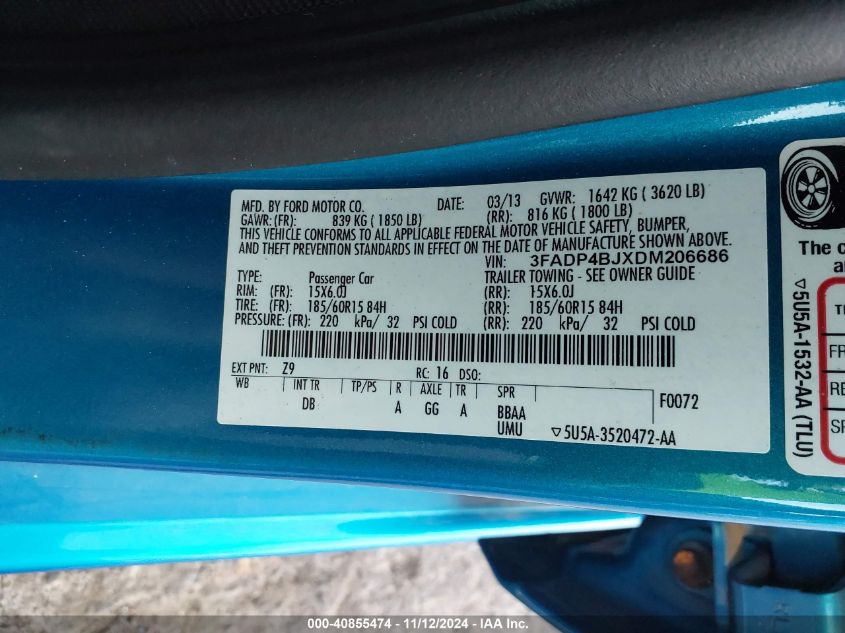 MFD. BY FORD MOTOR CO. DATE: 03/13 GVWR: 1642 KG ( 3620 LB)
GAWR: (FR): 839 KG ( 1850 LB) (RR): 816 KG ( 1800 LB)
THIS VEHICLE CONFORMS TO ALL APPLICABLE FEDERAL MOTOR VEHICLE SAFETY, BUMPER,
AND THEFT PREVENTION STANDARDS IN EFFECT ON THE DATE OF MANUFACTURE SHOWN ABOVE.
VIN: 3FADP4BJXDM206686
TYPE: Passenger Car TRAILER TOWING - SEE OWNER GUIDE
RIM: (FR): 15X6.0J (RR): 15X6.0J
TIRE: (FR): 185/60R15 84H (RR): 185/60R15 84H
PRESSURE: (FR): 220 kPa/ 32 PSI COLD (RR): 220 kPa/ 32 PSI COLD
EXT PNT: Z9 RC: 16 DSO:
WB INT TR TP/PS R AXLE TR SPR F0072
DB A GG A BBAA
UMU ▽5U5A-3520472-AA
The c
a
▽5U5A-1532-AA (TLU)
T
FR
RE
SP
000-40855474 - 11/12/2024 - IAA Inc.